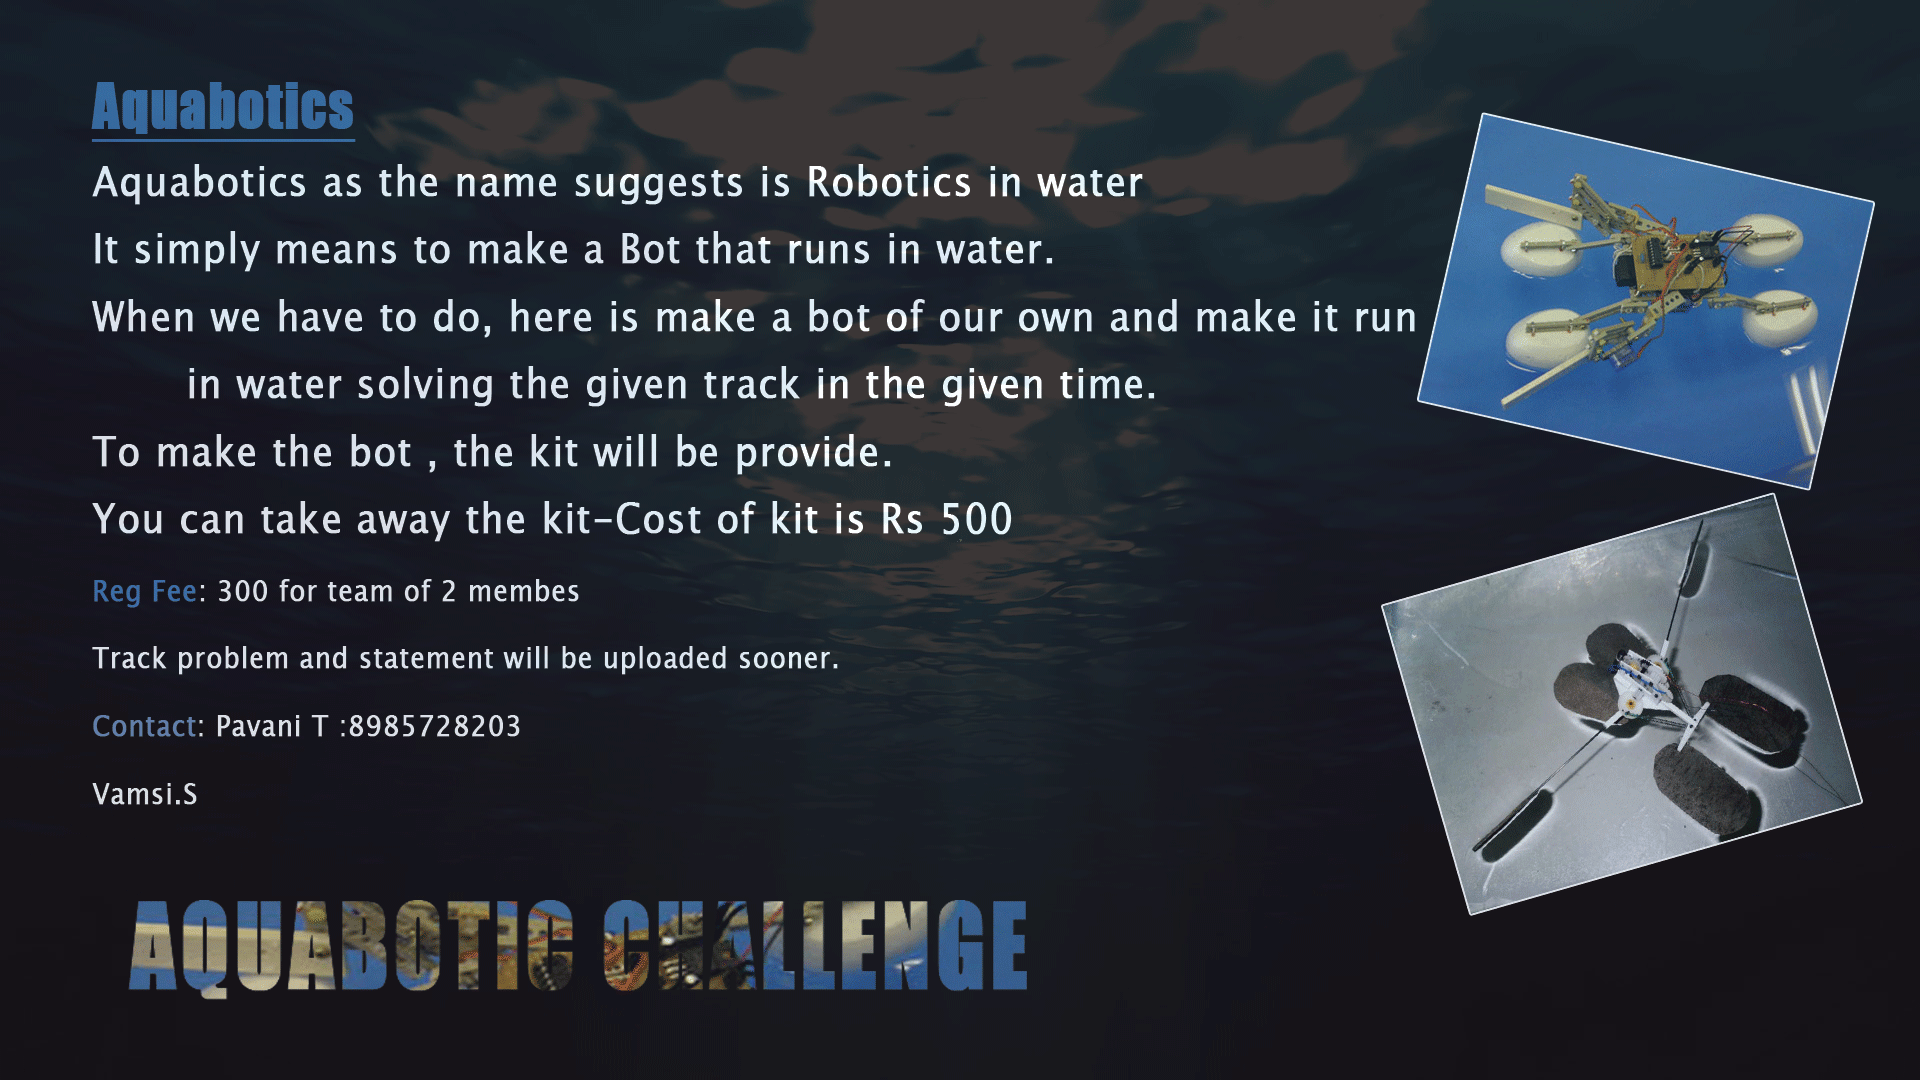 Aquabotics
Aquabotics as the name suggests is Robotics in water
It simply means to make a Bot that runs in water.
When we have to do, here is make a bot of our own and make it run
in water solving the given track in the given time.
To make the bot , the kit will be provide.
You can take away the kit-Cost of kit is Rs 500
Reg Fee: 300 for team of 2 membes
Track problem and statement will be uploaded sooner.
Contact: Pavani T :8985728203
Vamsi.S
AQUABOTIC CHALLENGE